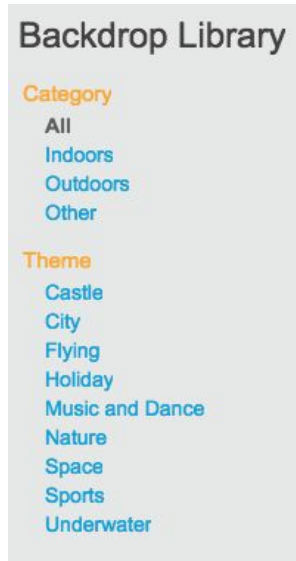 Backdrop Library
Category
All
Indoors
Outdoors
Other
Theme
Castle
City
Flying
Holiday
Music and Dance
Nature
Space
Sports
Underwater